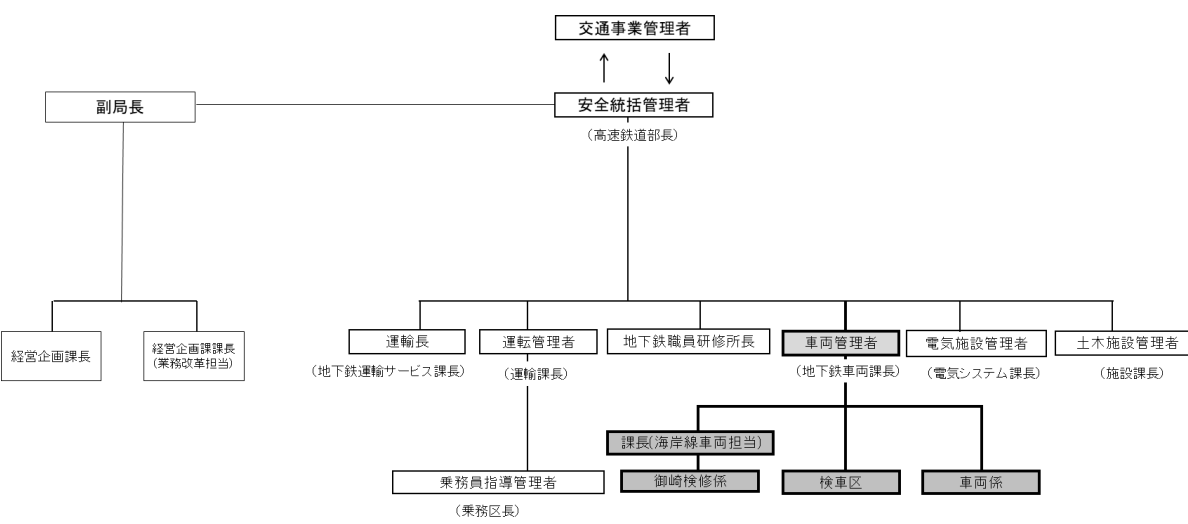 交通事業管理者
副局長
安全統括管理者
(高速鉄道部長)
経営企画課長
経営企画課課長
(業務改革担当)
運輸長
(地下鉄運輸サービス課長)
運転管理者
(運輸課長)
地下鉄職員研修所長
車両管理者
(地下鉄車両課長)
電気施設管理者
(電気システム課長)
土木施設管理者
(施設課長)
課長(海岸線車両担当)
乗務員指導管理者
(乗務区長)
御崎検修係
検車区
車両係